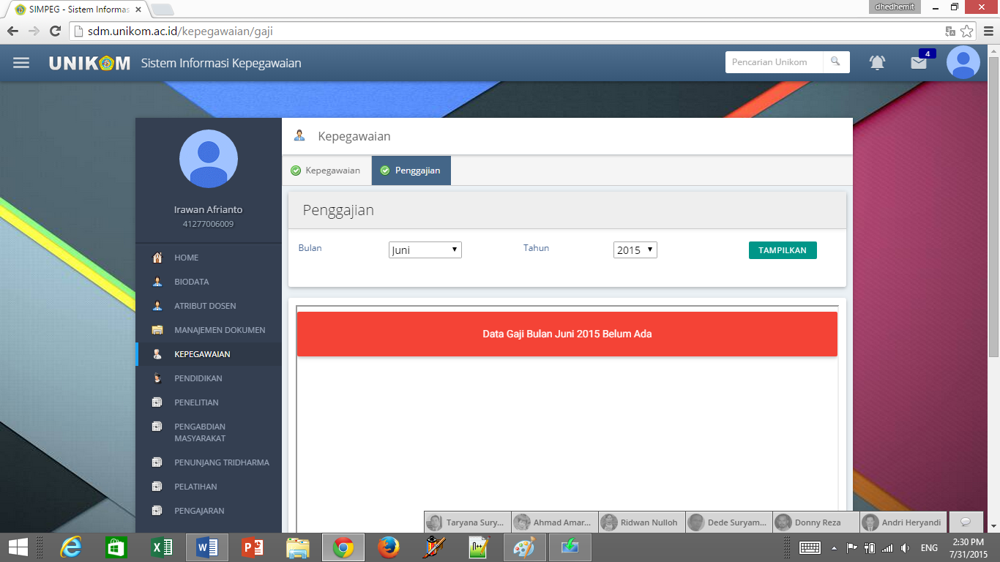 SIMPEG - Sistem Informas
dhedhemit
sdm.unikom.ac.id/kepegawaian/gaji
UNIKOM Sistem Informasi Kepegawaian
Pencarian Unikom
4
Irawan Afrianto
41277006009
HOME
BIODATA
ATRIBUT DOSEN
MANAJEMEN DOKUMEN
KEPEGAWAIAN
PENDIDIKAN
PENELITIAN
PENGABDIAN
MASYARAKAT
PENUNJANG TRIDHARMA
PELATIHAN
PENGAJARAN
Kepegawaian
Kepegawaian Penggajian
Penggajian
Bulan Juni Tahun 2015 TAMPILKAN
Data Gaji Bulan Juni 2015 Belum Ada
Taryana Sury... Ahmad Amar... Ridwan Nulloh Dede Suryam... Donny Reza Andri Heryandi
ENG
2:30 PM
7/31/2015